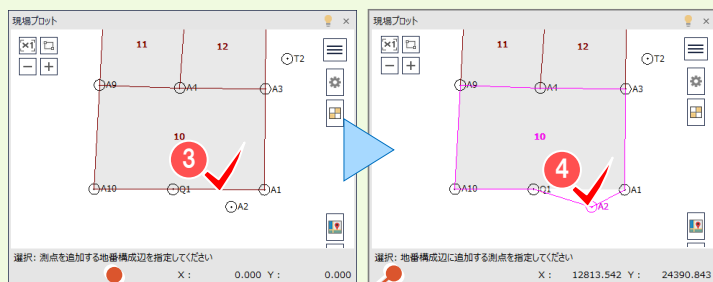 現場プロット
×1
11
12
T2
A9
A4
A3
10
3
A10
Q1
A1
A2
選択: 測点を追加する地番構成辺を指定してください
X : 0.000 Y : 0.000
現場プロット
×1
11
12
T2
A9
A4
A3
10
4
A10
Q1
A1
A2
選択: 地番構成辺に追加する測点を指定してください
X : 12813.542 Y : 24390.843